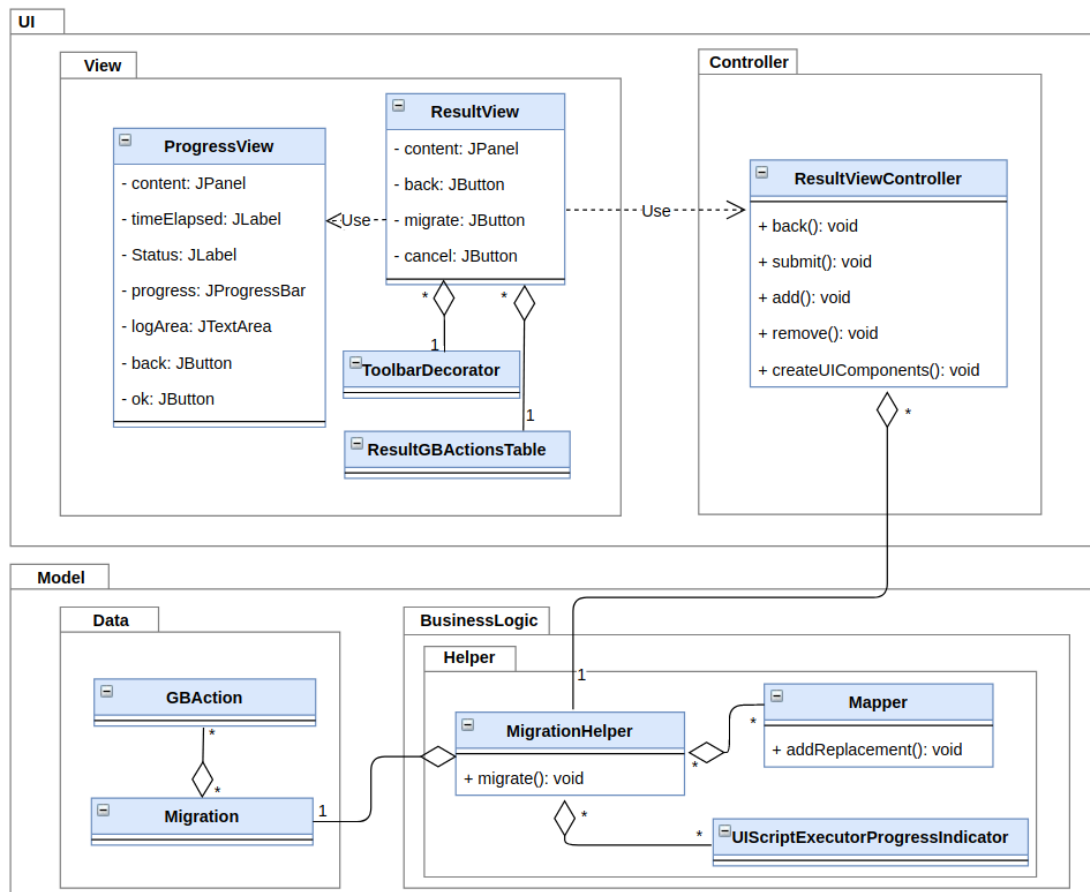 UI
View
Controller
ProgressView
- content: JPanel
- timeElapsed: JLabel
- Status: JLabel
- progress: JProgressBar
- logArea: JTextArea
- back: JButton
- ok: JButton
ResultView
- content: JPanel
- back: JButton
- migrate: JButton
- cancel: JButton
Use
Use
ResultViewController
+ back(): void
+ submit(): void
+ add(): void
+ remove(): void
+ createUIComponents(): void
*
*
1
ToolbarDecorator
1
ResultGBActionsTable
*
Model
Data
BusinessLogic
Helper
1
GBAction
*
*
Migration
1
MigrationHelper
+ migrate(): void
*
*
Mapper
+ addReplacement(): void
*
*
UIScriptExecutorProgressIndicator